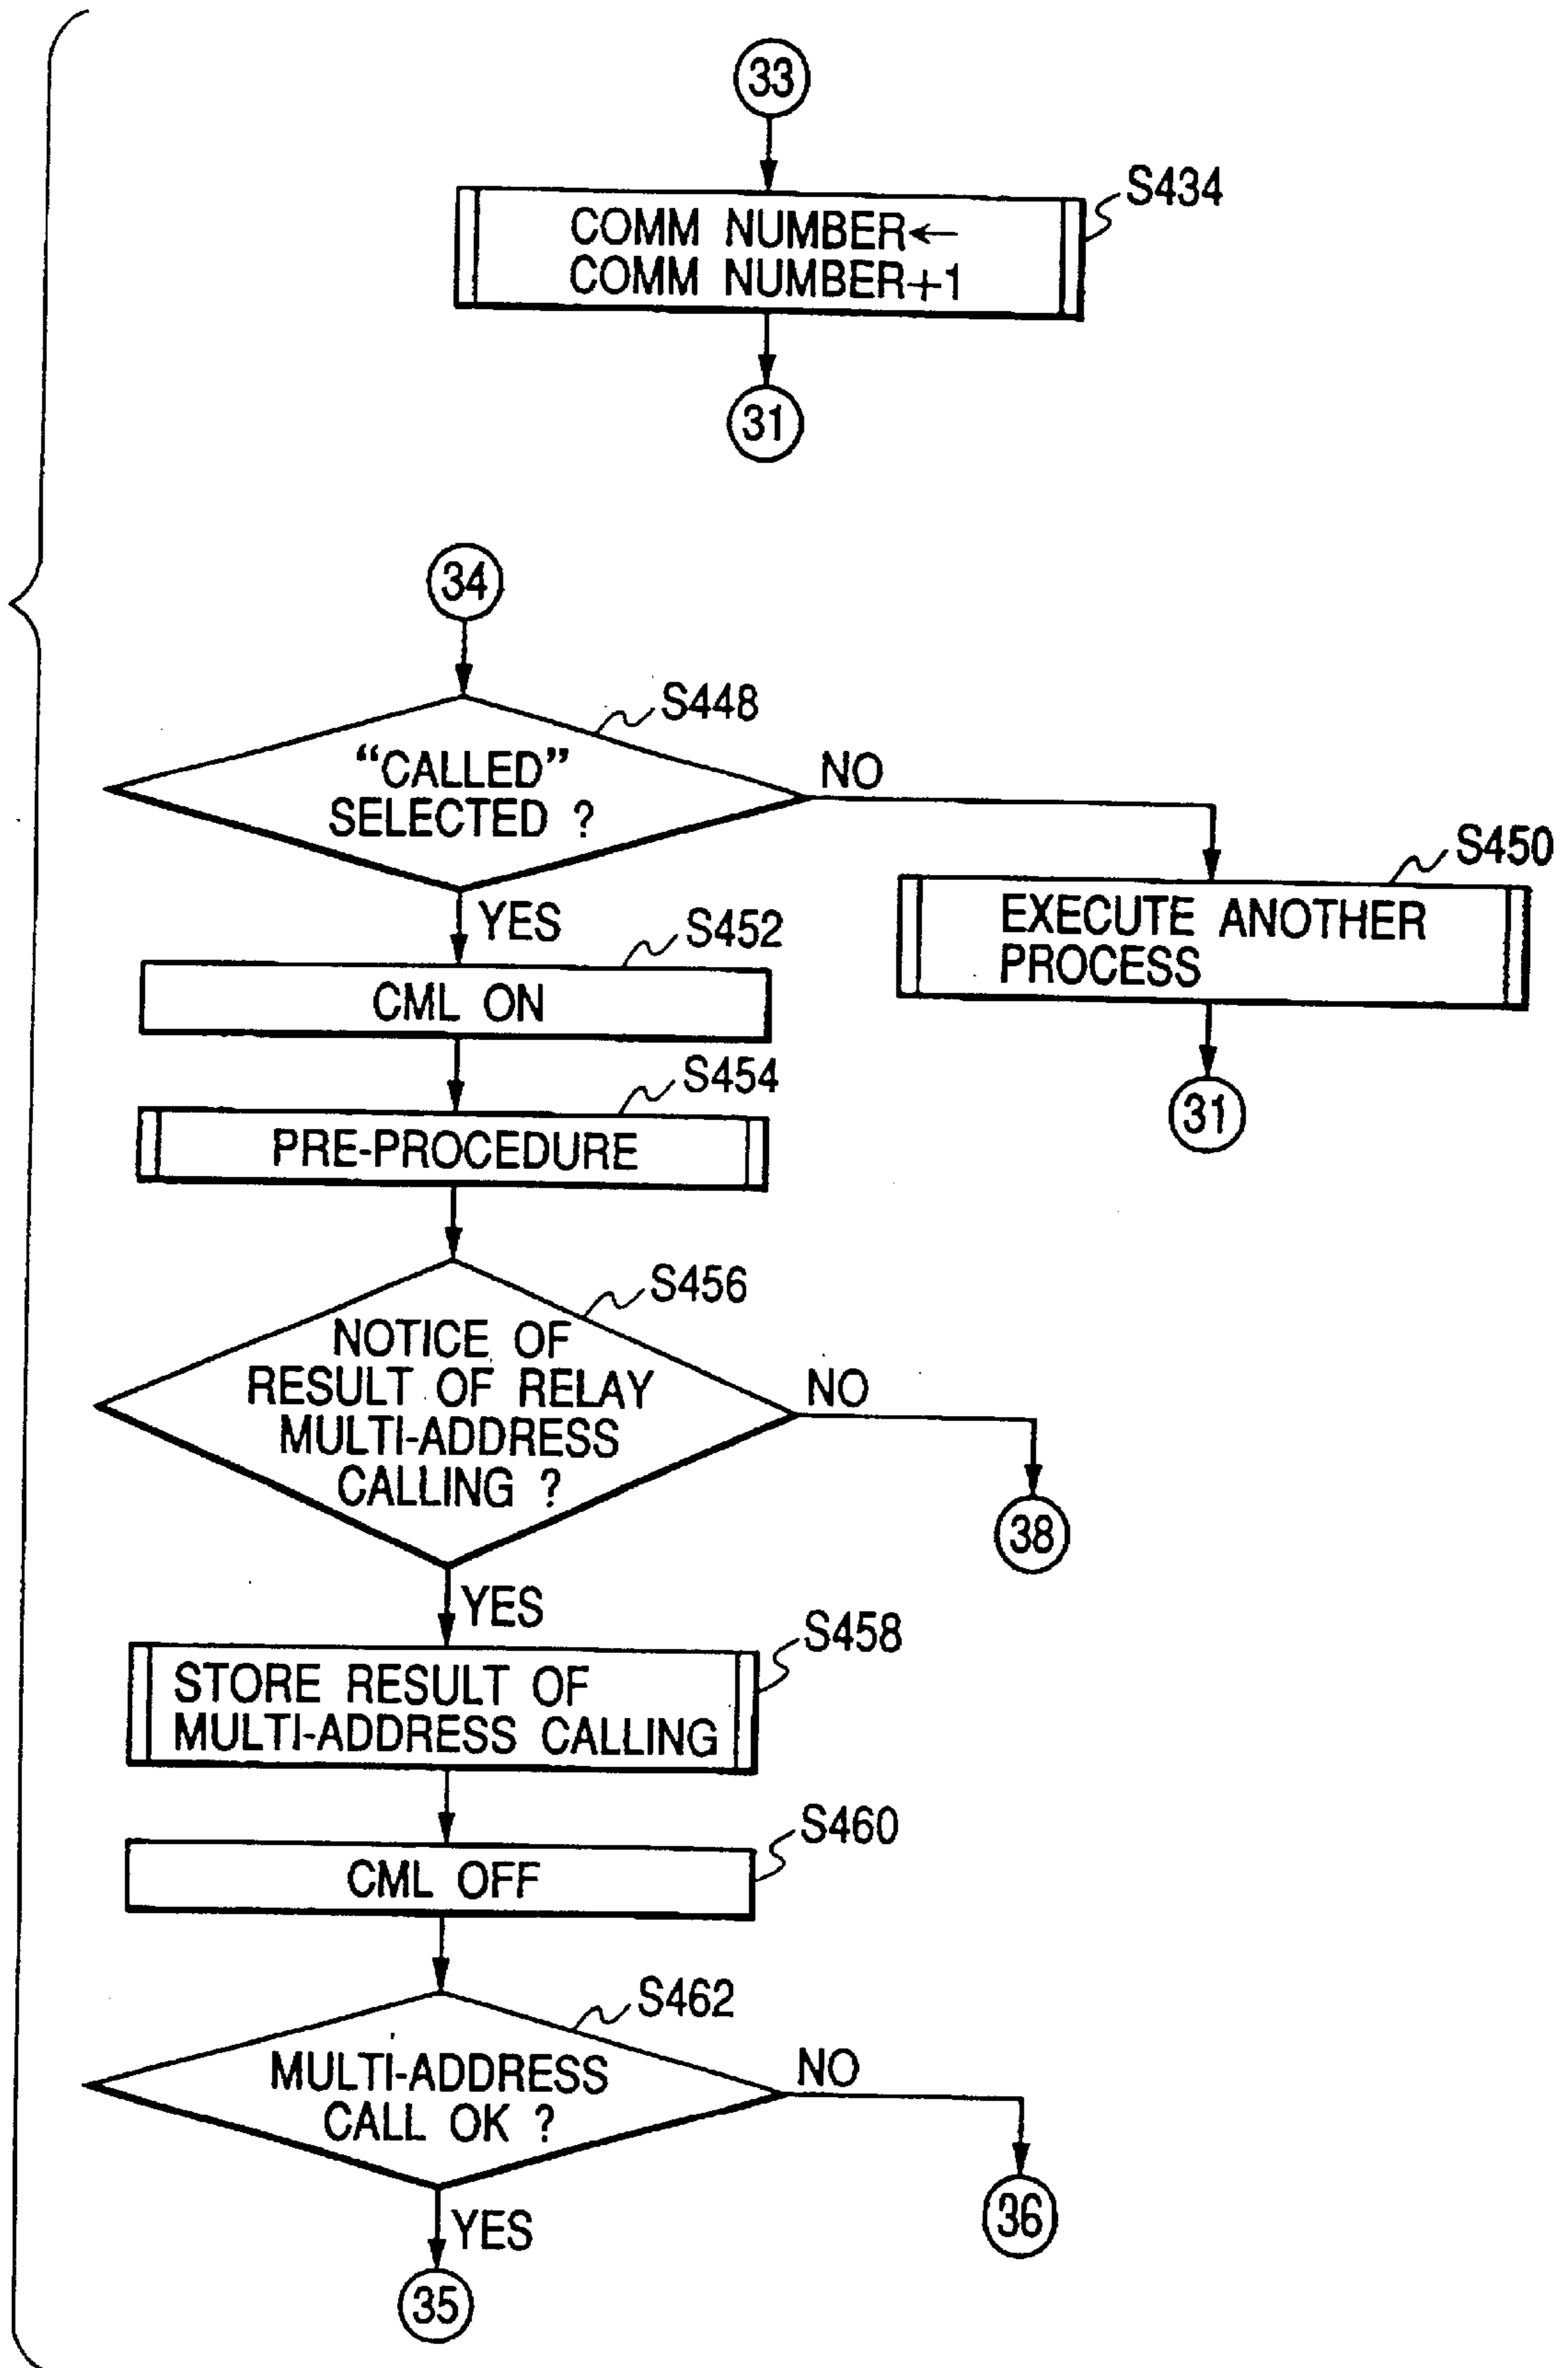 33
S434
COMM NUMBER←
COMM NUMBER+1
31
34
S448
“CALLED”
SELECTED ?
NO
YES
S450
EXECUTE ANOTHER
PROCESS
31
S452
CML ON
S454
PRE-PROCEDURE
S456
NOTICE OF
RESULT OF RELAY
MULTI-ADDRESS
CALLING ?
NO
38
YES
S458
STORE RESULT OF
MULTI-ADDRESS CALLING
S460
CML OFF
S462
MULTI-ADDRESS
CALL OK ?
NO
36
YES
35